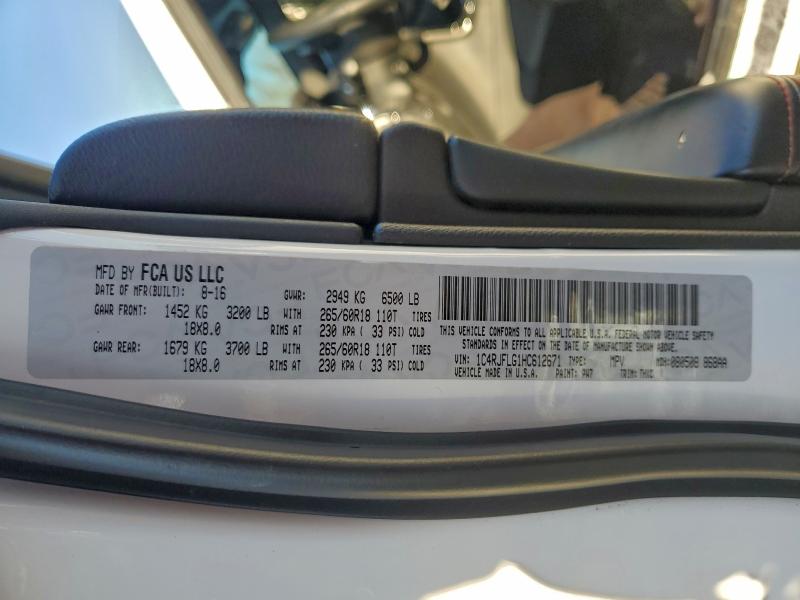 MFD BY FCA US LLC
DATE OF MFR(BUILT): 8-16 GVWR: 2949 KG 6500 LB
GAWR FRONT: 1452 KG 3200 LB WITH 265/60R18 110T TIRES
18X8.0 RIMS AT 230 KPA ( 33 PSI) COLD
GAWR REAR: 1679 KG 3700 LB WITH 265/60R18 110T TIRES
18X8.0 RIMS AT 230 KPA ( 33 PSI) COLD
THIS VEHICLE CONFORMS TO ALL APPLICABLE U.S.A. FEDERAL MOTOR VEHICLE SAFETY
STANDARDS IN EFFECT ON THE DATE OF MANUFACTURE SHOWN ABOVE.
VIN: 1C4RJFLG1HC612671 TYPE: MPV MDH: 080508 868AA
VEHICLE MADE IN U.S.A. PAINT: PW7 TRIM: